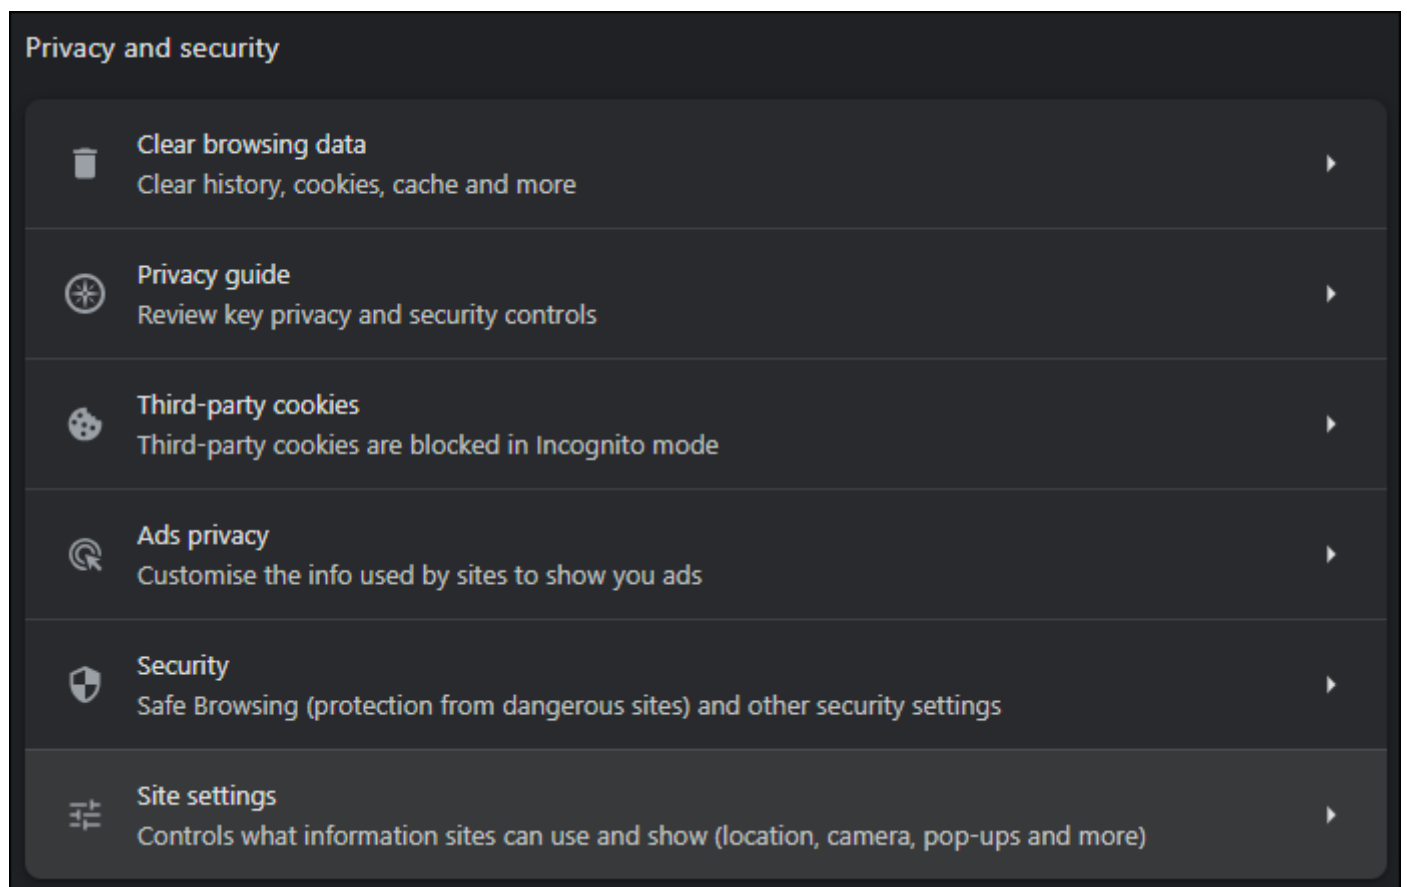 Privacy and security
Clear browsing data
Clear history, cookies, cache and more
Privacy guide
Review key privacy and security controls
Third-party cookies
Third-party cookies are blocked in Incognito mode
Ads privacy
Customise the info used by sites to show you ads
Security
Safe Browsing (protection from dangerous sites) and other security settings
Site settings
Controls what information sites can use and show (location, camera, pop-ups and more)